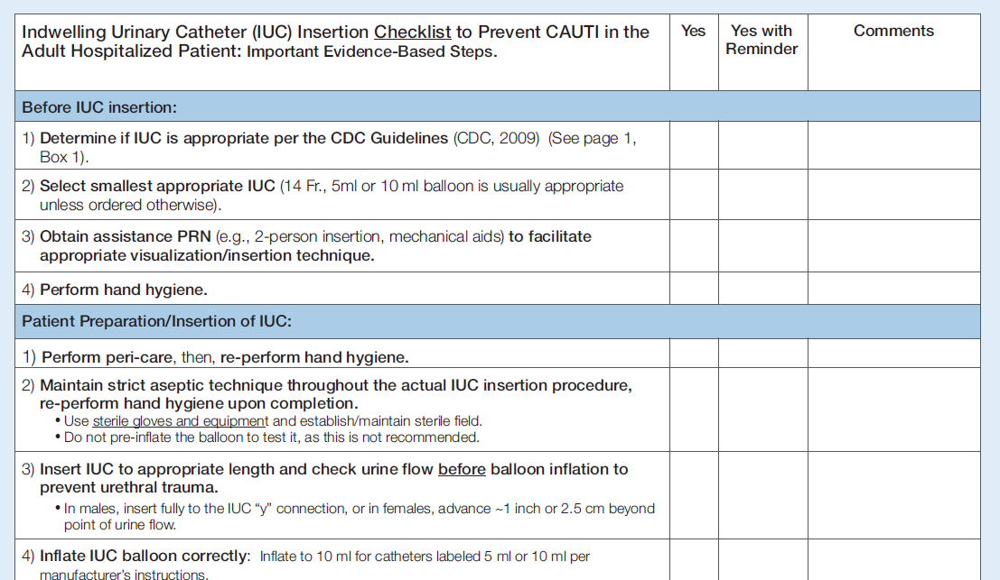 Indwelling Urinary Catheter (IUC) Insertion Checklist to Prevent CAUTI in the
Adult Hospitalized Patient: Important Evidence-Based Steps.
Yes
Yes with
Reminder
Comments
Before IUC insertion:
1) Determine if IUC is appropriate per the CDC Guidelines (CDC, 2009) (See page 1,
Box 1).
2) Select smallest appropriate IUC (14 Fr., 5ml or 10 ml balloon is usually appropriate
unless ordered otherwise).
3) Obtain assistance PRN (e.g., 2-person insertion, mechanical aids) to facilitate
appropriate visualization/insertion technique.
4) Perform hand hygiene.
Patient Preparation/Insertion of IUC:
1) Perform peri-care, then, re-perform hand hygiene.
2) Maintain strict aseptic technique throughout the actual IUC insertion procedure,
re-perform hand hygiene upon completion.
• Use sterile gloves and equipment and establish/maintain sterile field.
• Do not pre-inflate the balloon to test it, as this is not recommended.
3) Insert IUC to appropriate length and check urine flow before balloon inflation to
prevent urethral trauma.
• In males, insert fully to the IUC “y” connection, or in females, advance ~1 inch or 2.5 cm beyond
point of urine flow.
4) Inflate IUC balloon correctly: Inflate to 10 ml for catheters labeled 5 ml or 10 ml per
manufacturer’s instructions.